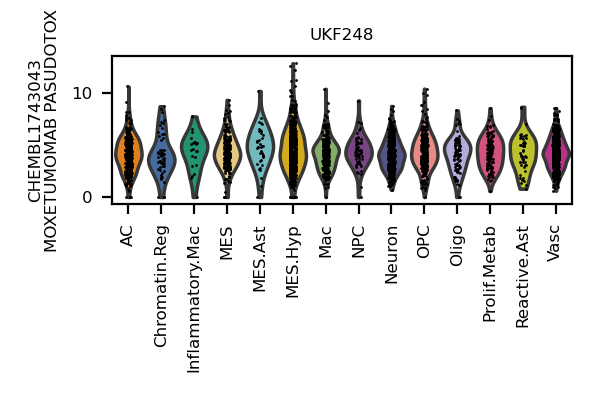 UKF248
CHEMBL1743043
MOXETUMOMAB PASUDOTOX
10
0
AC
Chromatin.Reg
Inflammatory.Mac
MES
MES.Ast
MES.Hyp
Mac
NPC
Neuron
OPC
Oligo
Prolif.Metab
Reactive.Ast
Vasc